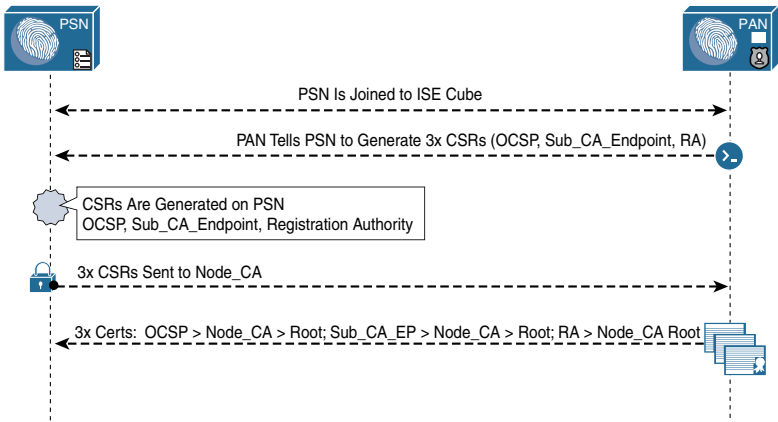 PSN
PAN
PSN Is Joined to ISE Cube
PAN Tells PSN to Generate 3x CSRs (OCSP, Sub_CA_Endpoint, RA)
CSRs Are Generated on PSN
OCSP, Sub_CA_Endpoint, Registration Authority
3x CSRs Sent to Node_CA
3x Certs: OCSP > Node_CA > Root; Sub_CA_EP > Node_CA > Root; RA > Node_CA Root